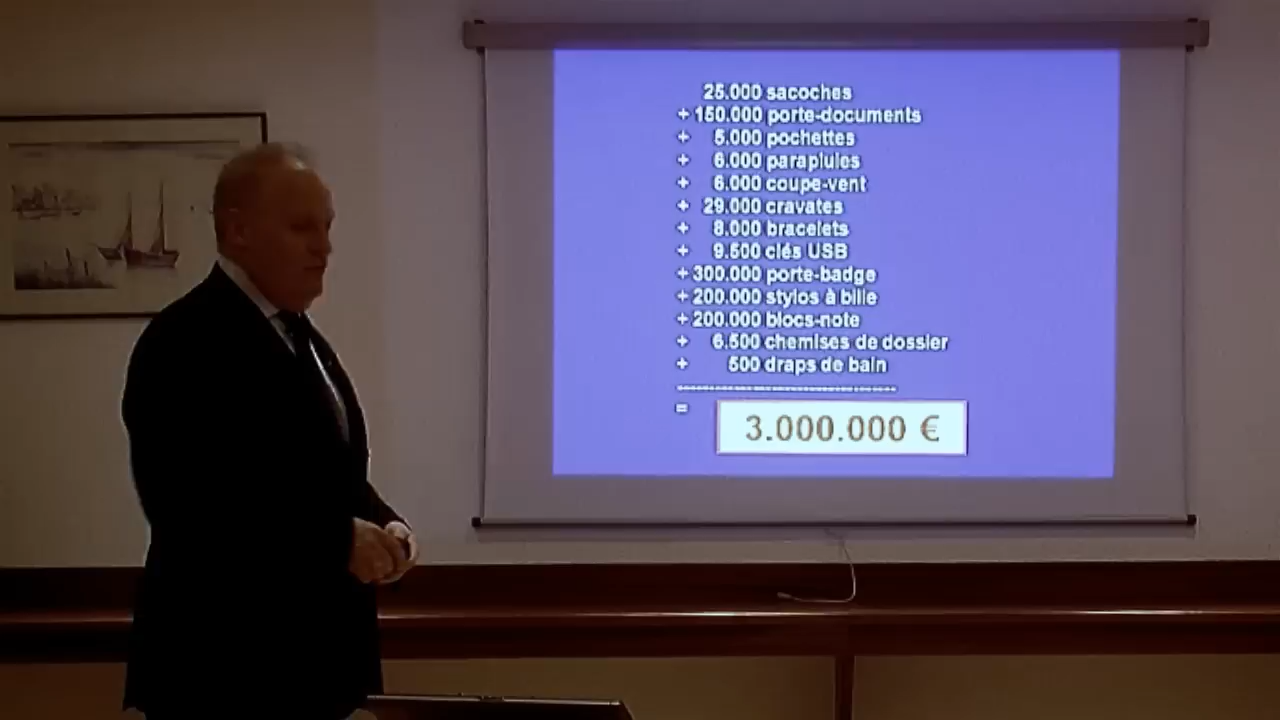 25.000 sacoches
+ 150.000 porte-documents
+ 5.000 pochettes
+ 6.000 parapluies
+ 6.000 coupe-vent
+ 29.000 cravates
+ 8.000 bracelets
+ 9.500 clés USB
+ 300.000 porte-badge
+ 200.000 stylos à bille
+ 200.000 blocs-note
+ 6.500 chemises de dossier
+ 500 draps de bain
=
3.000.000 €